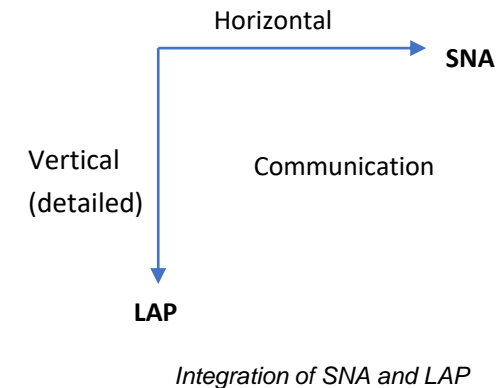 Horizontal
SNA
Vertical
(detailed)
Communication
LAP
Integration of SNA and LAP